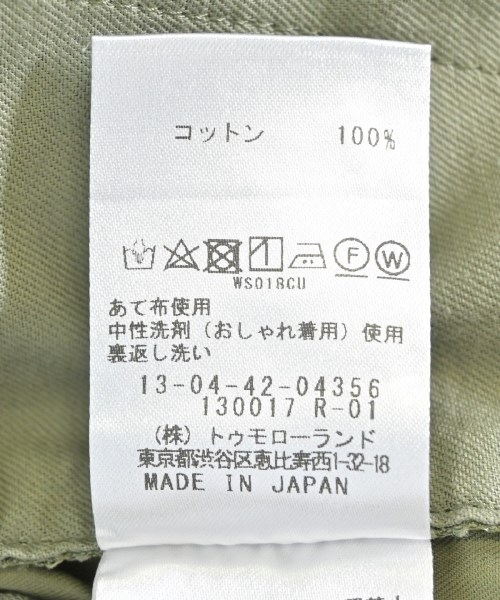 コットン 100%
F W
WS018CU
あて布使用
中性洗剤（おしゃれ着用）使用
裏返し洗い
13-04-42-04356
130017 R-01
（株）トゥモローランド
東京都渋谷区恵比寿西1-32-18
MADE IN JAPAN